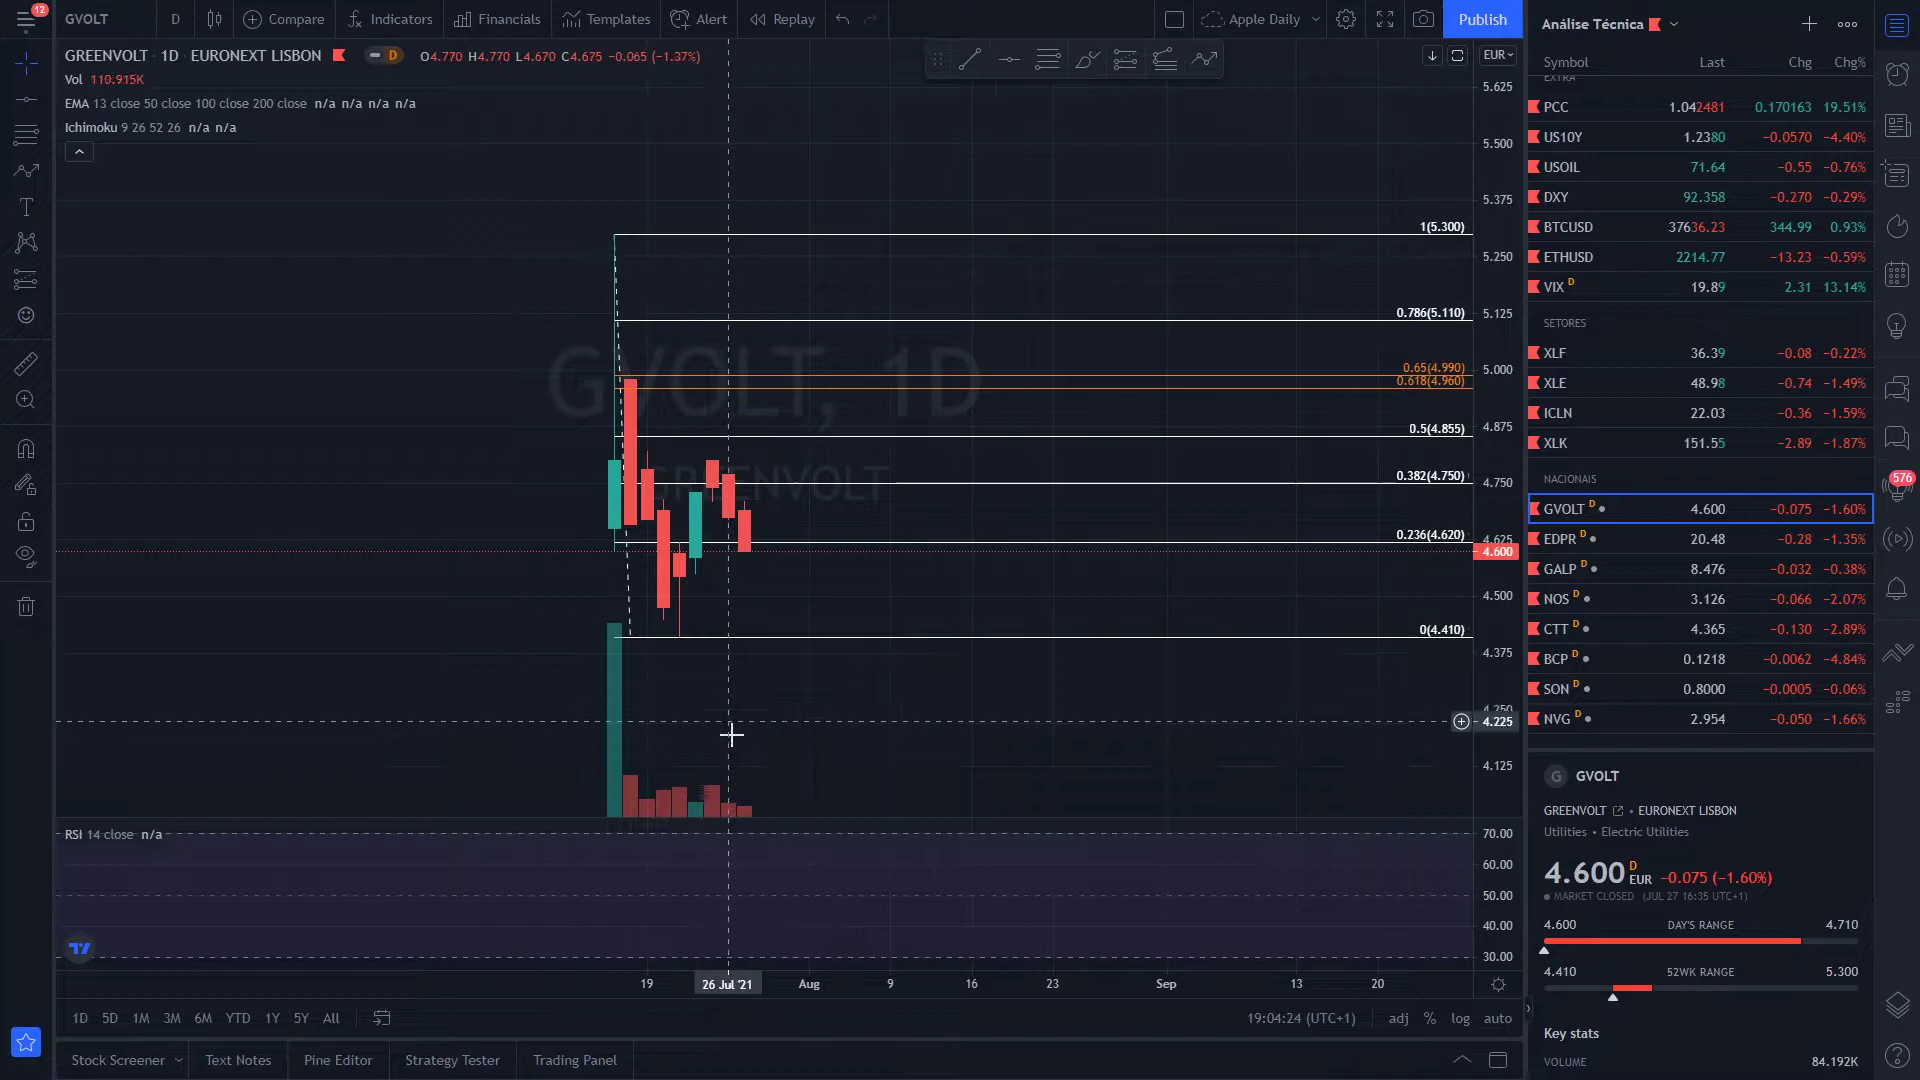 12
GVOLT D Compare Indicators Financials Templates Alert Replay Apple Daily Publish
GREENVOLT · 1D · EURONEXT LISBON D O4.770 H4.770 L4.670 C4.675 −0.065 (−1.37%)
Vol 110.915K
EMA 13 close 50 close 100 close 200 close n/a n/a n/a n/a
Ichimoku 9 26 52 26 n/a n/a
EUR
GVOLT, 1D
GREENVOLT
1(5.300)
0.786(5.110)
0.65(4.990)
0.618(4.960)
0.5(4.855)
0.382(4.750)
0.236(4.620)
0(4.410)
5.625
5.500
5.375
5.250
5.125
5.000
4.875
4.750
4.625
4.600
4.500
4.375
4.250
4.225
4.125
RSI 14 close n/a
70.00
60.00
50.00
40.00
30.00
19 26 Jul '21 Aug 9 16 23 Sep 13 20
1D 5D 1M 3M 6M YTD 1Y 5Y All
19:04:24 (UTC+1) adj % log auto
Stock Screener Text Notes Pine Editor Strategy Tester Trading Panel
Análise Técnica
Symbol Last Chg Chg%
EXTRA
PCC 1.042481 0.170163 19.51%
US10Y 1.2380 −0.0570 −4.40%
USOIL 71.64 −0.55 −0.76%
DXY 92.358 −0.270 −0.29%
BTCUSD 37636.23 344.99 0.93%
ETHUSD 2214.77 −13.23 −0.59%
VIX D 19.89 2.31 13.14%
SETORES
XLF 36.39 −0.08 −0.22%
XLE 48.98 −0.74 −1.49%
ICLN 22.03 −0.36 −1.59%
XLK 151.55 −2.89 −1.87%
NACIONAIS
GVOLT D 4.600 −0.075 −1.60%
EDPR D 20.48 −0.28 −1.35%
GALP D 8.476 −0.032 −0.38%
NOS D 3.126 −0.066 −2.07%
CTT D 4.365 −0.130 −2.89%
BCP D 0.1218 −0.0062 −4.84%
SON D 0.8000 −0.0005 −0.06%
NVG D 2.954 −0.050 −1.66%
G GVOLT
GREENVOLT • EURONEXT LISBON
Utilities • Electric Utilities
4.600 D EUR −0.075 (−1.60%)
MARKET CLOSED (JUL 27 16:35 UTC+1)
4.600 DAY'S RANGE 4.710
4.410 52WK RANGE 5.300
Key stats
VOLUME 84.192K
576